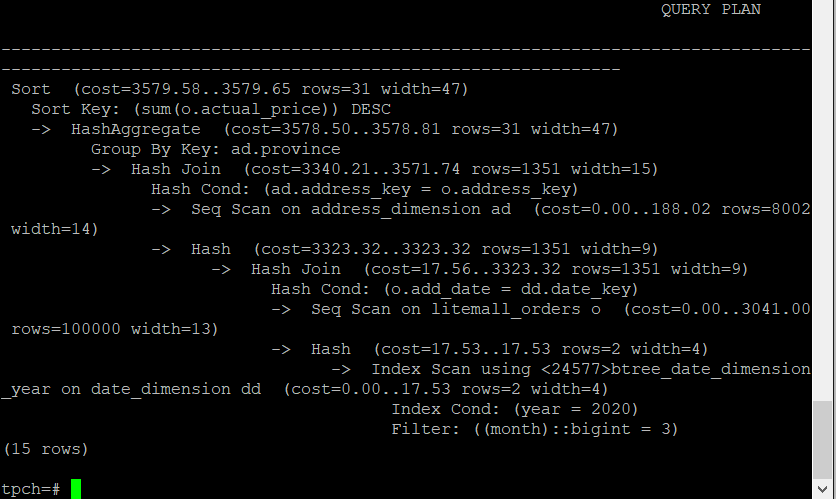 QUERY PLAN
---------------------------------------------------------------------------------
--------------------------------------------------------------
Sort  (cost=3579.58..3579.65 rows=31 width=47)
Sort Key: (sum(o.actual_price)) DESC
->  HashAggregate  (cost=3578.50..3578.81 rows=31 width=47)
Group By Key: ad.province
->  Hash Join  (cost=3340.21..3571.74 rows=1351 width=15)
Hash Cond: (ad.address_key = o.address_key)
->  Seq Scan on address_dimension ad  (cost=0.00..188.02 rows=8002
width=14)
->  Hash  (cost=3323.32..3323.32 rows=1351 width=9)
->  Hash Join  (cost=17.56..3323.32 rows=1351 width=9)
Hash Cond: (o.add_date = dd.date_key)
->  Seq Scan on litemall_orders o  (cost=0.00..3041.00
rows=100000 width=13)
->  Hash  (cost=17.53..17.53 rows=2 width=4)
->  Index Scan using <24577>btree_date_dimension
_year on date_dimension dd  (cost=0.00..17.53 rows=2 width=4)
Index Cond: (year = 2020)
Filter: ((month)::bigint = 3)
(15 rows)
tpch=#